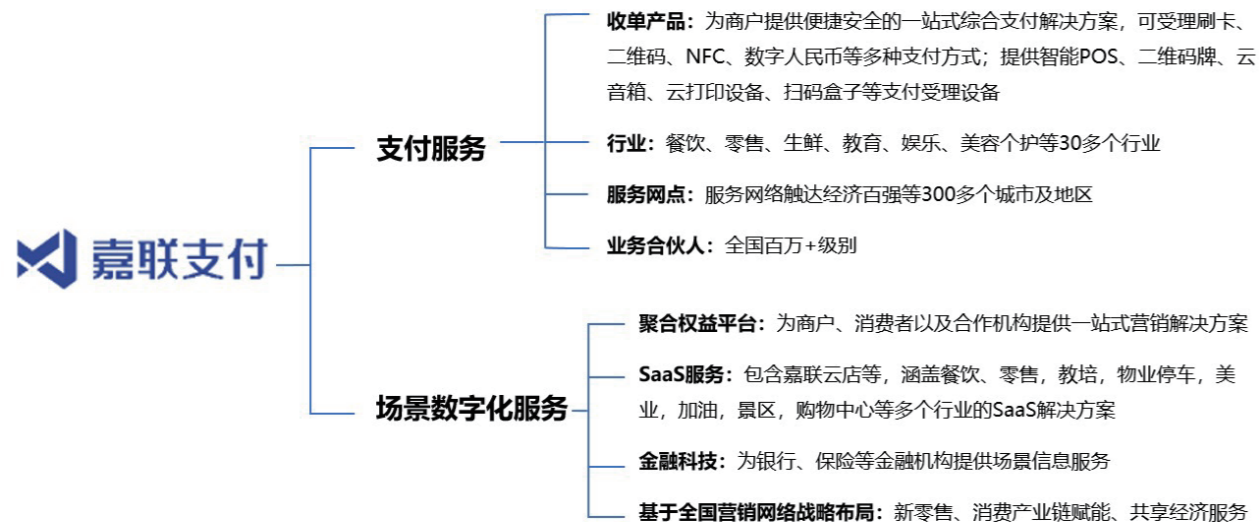 嘉联支付
支付服务
收单产品：为商户提供便捷安全的一站式综合支付解决方案，可受理刷卡、
二维码、NFC、数字人民币等多种支付方式；提供智能POS、二维码牌、云
音箱、云打印设备、扫码盒子等支付受理设备
行业：餐饮、零售、生鲜、教育、娱乐、美容个护等30多个行业
服务网点：服务网络触达经济百强等300多个城市及地区
业务合伙人：全国百万+级别
场景数字化服务
聚合权益平台：为商户、消费者以及合作机构提供一站式营销解决方案
SaaS服务：包含嘉联云店等，涵盖餐饮、零售，教培，物业停车，美
业，加油，景区，购物中心等多个行业的SaaS解决方案
金融科技：为银行、保险等金融机构提供场景信息服务
基于全国营销网络战略布局：新零售、消费产业链赋能、共享经济服务